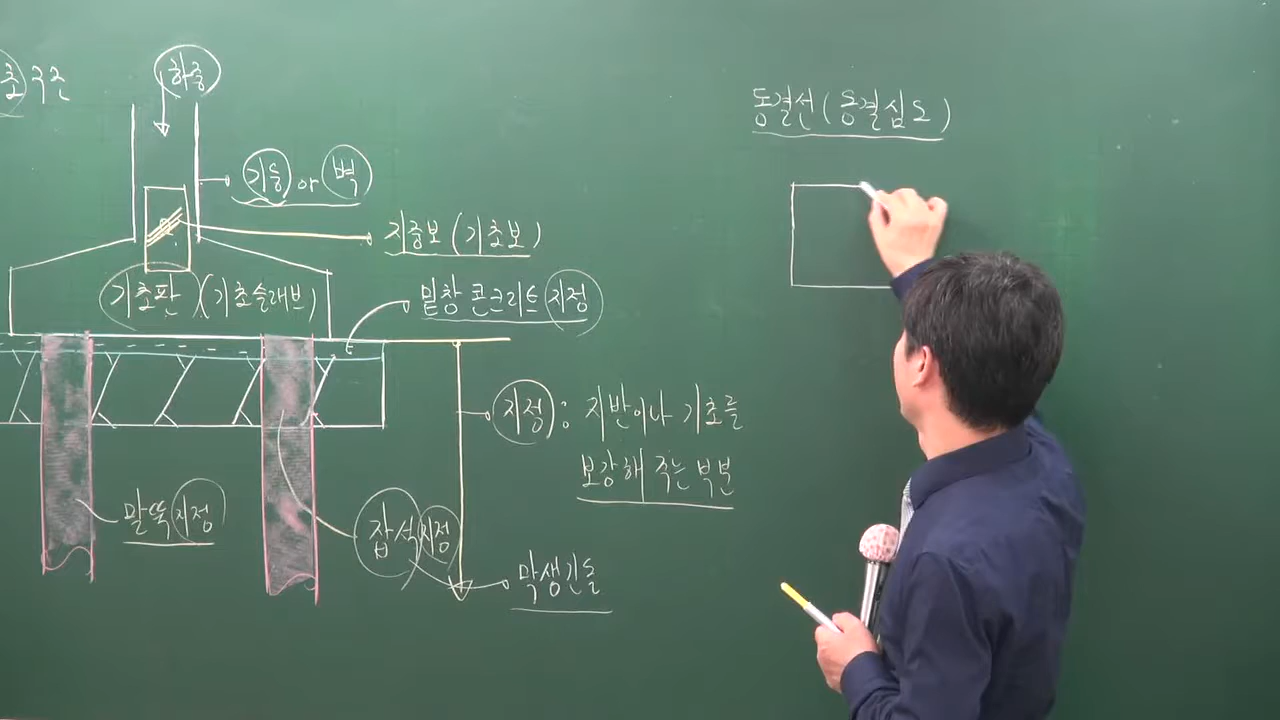 초 구조
하중
기둥 or 벽
지중보 (기초보)
기초판 (기초슬래브)
밑창 콘크리트 지정
지정 : 지반이나 기초를
보강해 주는 부분
말뚝지정
잡석지정
막생긴돌
동결선 (동결심도)